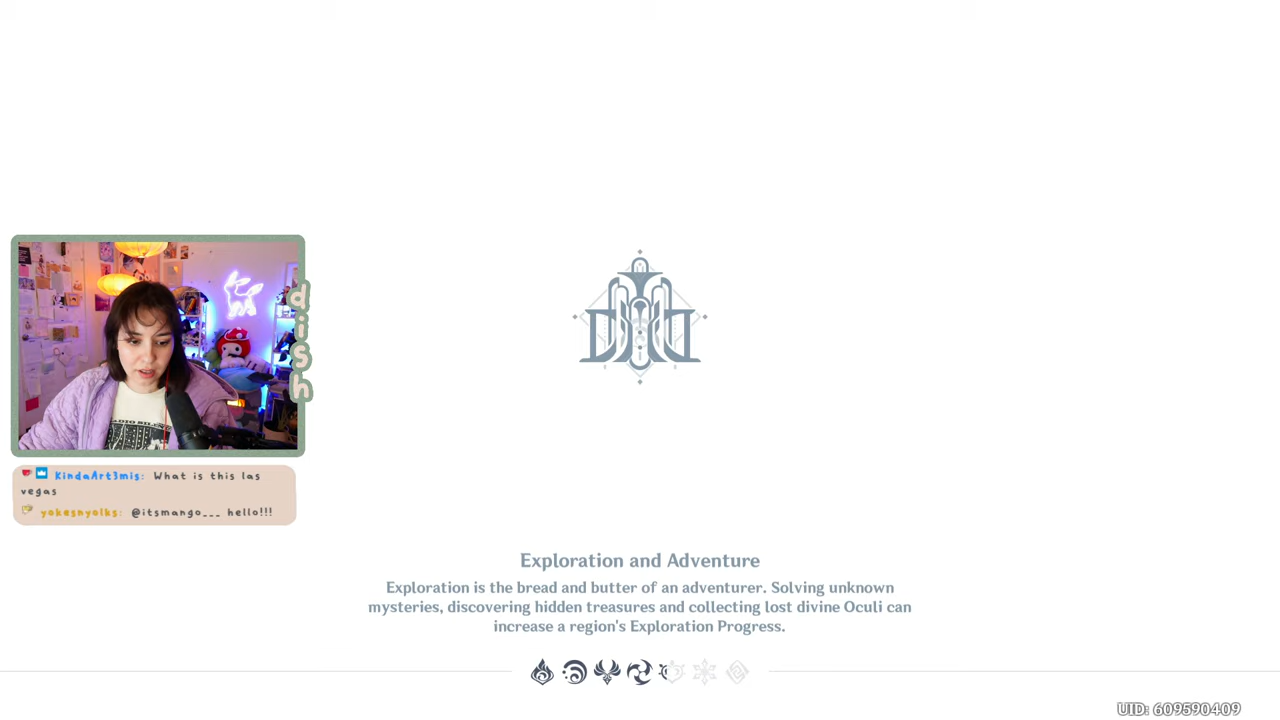 dish
KindaArt3mis: What is this las
vegas
yokesnyolks: @itsmango___ hello!!!
Exploration and Adventure
Exploration is the bread and butter of an adventurer. Solving unknown
mysteries, discovering hidden treasures and collecting lost divine Oculi can
increase a region's Exploration Progress.
UID: 609590409